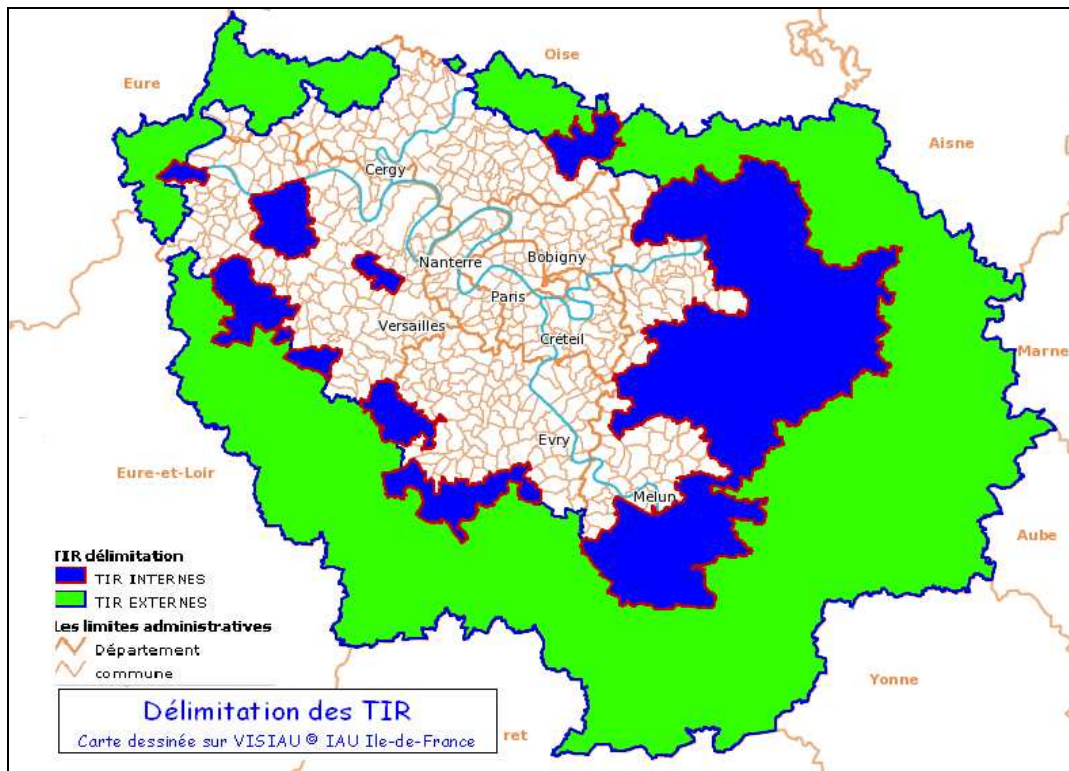 Oise
Eure
Aisne
Cergy
Nanterre
Bobigny
Paris
Versailles
Créteil
Marne
Evry
Eure-et-Loir
Melun
Aube
TIR délimitation
TIR INTERNES
TIR EXTERNES
Les limites administratives
Département
commune
Yonne
Délimitation des TIR
Carte dessinée sur VISIAU © IAU Ile-de-France
ret